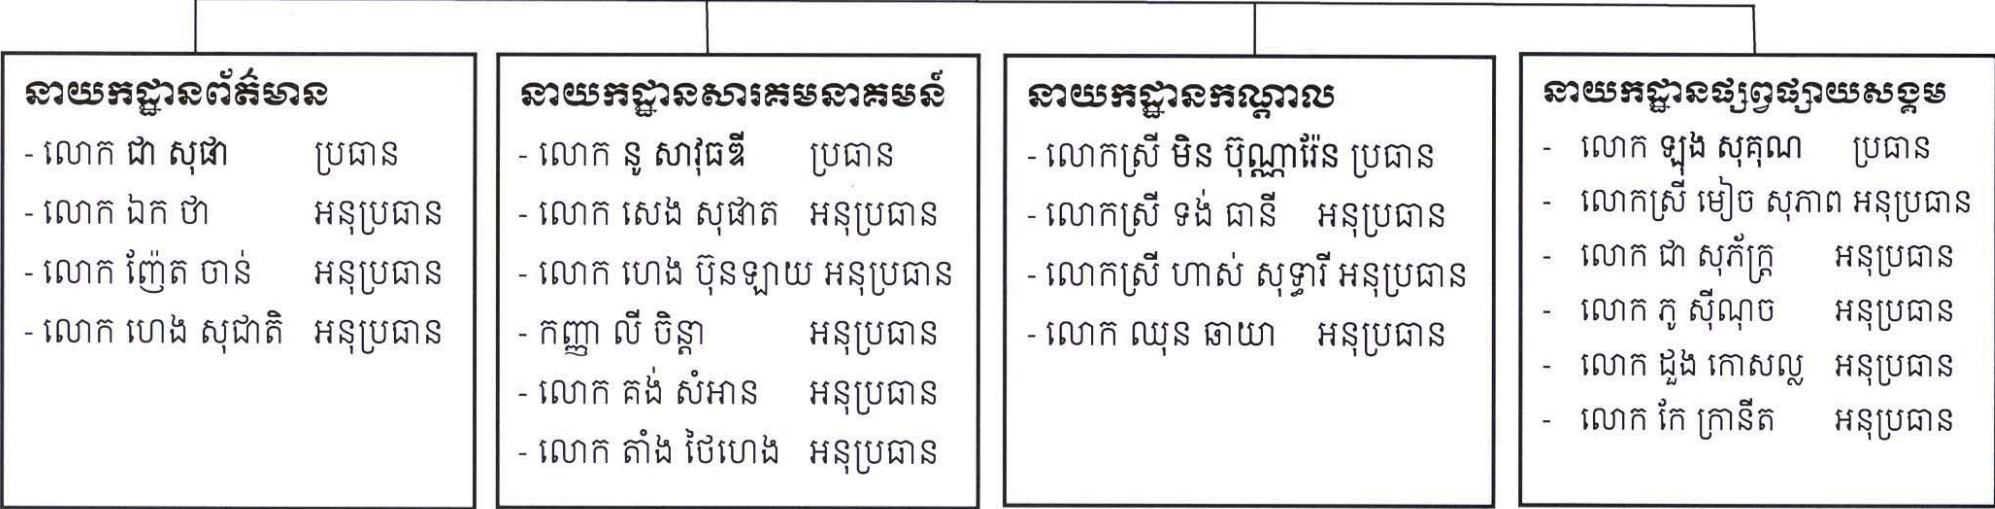 នាយកដ្ឋានព័ត៌មាន
- លោក ជា សុផា ប្រធាន
- លោក ឯក ថា អនុប្រធាន
- លោក ញ៉ែត ចាន់ អនុប្រធាន
- លោក ហេង សុជាតិ អនុប្រធាន
នាយកដ្ឋានសារគមនាគមន៍
- លោក នូ សាវុធឌី ប្រធាន
- លោក សេង សុផាត អនុប្រធាន
- លោក ហេង ប៊ុនឡាយ អនុប្រធាន
- កញ្ញា លី ចិន្តា អនុប្រធាន
- លោក គង់ សំអាន អនុប្រធាន
- លោក តាំង ថៃហេង អនុប្រធាន
នាយកដ្ឋានកណ្តាល
- លោកស្រី មិន ប៊ុណ្ណារ៉ែន ប្រធាន
- លោកស្រី ទង់ ធានី អនុប្រធាន
- លោកស្រី ហាស់ សុទ្ធារី អនុប្រធាន
- លោក ឈុន ឆាយា អនុប្រធាន
នាយកដ្ឋានផ្សព្វផ្សាយសង្គម
- លោក ឡុង សុគុណ ប្រធាន
- លោកស្រី មៀច សុភាព អនុប្រធាន
- លោក ជា សុភ័ក្ត្រ អនុប្រធាន
- លោក ភូ ស៊ីណុច អនុប្រធាន
- លោក ដួង កោសល្ល អនុប្រធាន
- លោក កែ ក្រានីត អនុប្រធាន